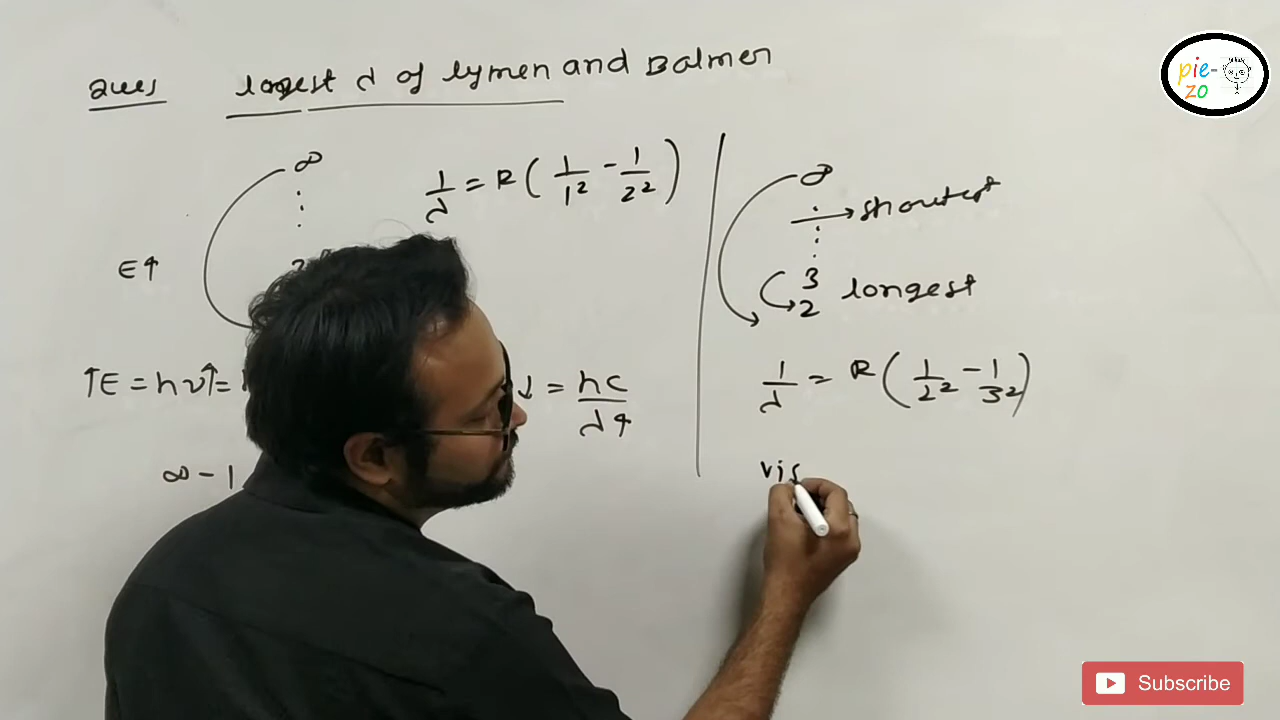 Ques longest λ of lymen and Balmer
∞
1/λ = R(1/1² - 1/2²)
E↑
↑E = hν↑ =
↓ = hc/λ↑
∞ - 1
∞
→ shortest
3 longest
2
1/λ = R(1/2² - 1/3²)
vis
pie-
zo
Subscribe